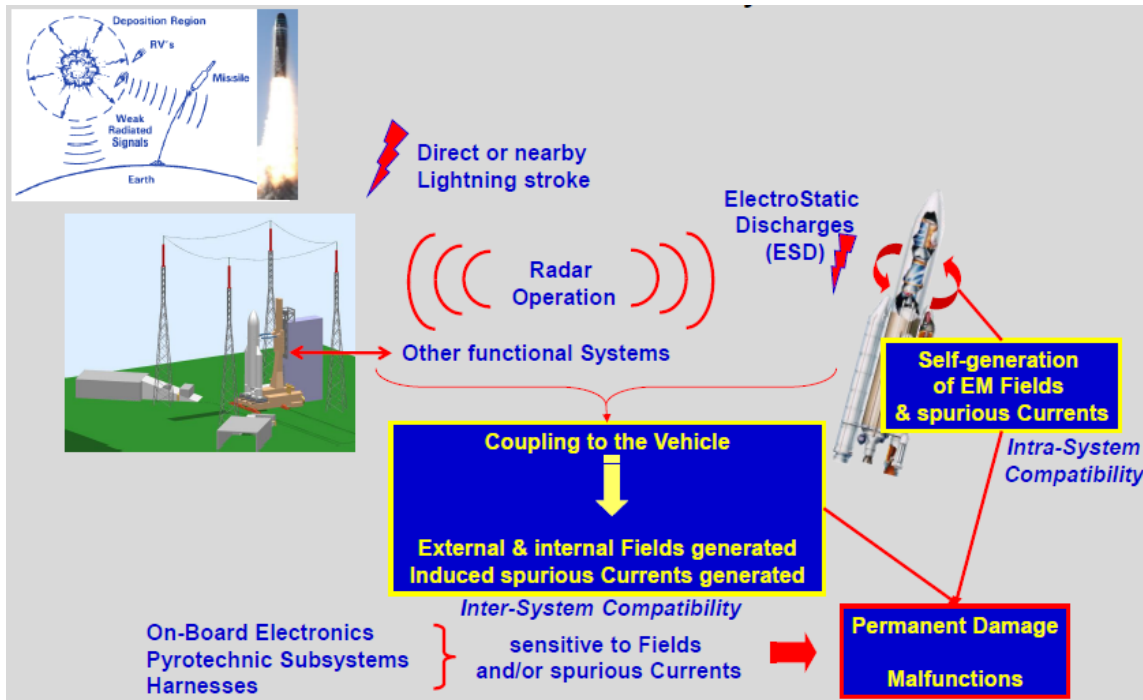 Deposition Region
RV's
Missile
Weak
Radiated
Signals
Earth
Direct or nearby
Lightning stroke
ElectroStatic
Discharges
(ESD)
Radar
Operation
Other functional Systems
Self-generation
of EM Fields
& spurious Currents
Intra-System
Compatibility
Coupling to the Vehicle
External & internal Fields generated
Induced spurious Currents generated
Inter-System Compatibility
On-Board Electronics
Pyrotechnic Subsystems
Harnesses
sensitive to Fields
and/or spurious Currents
Permanent Damage
Malfunctions